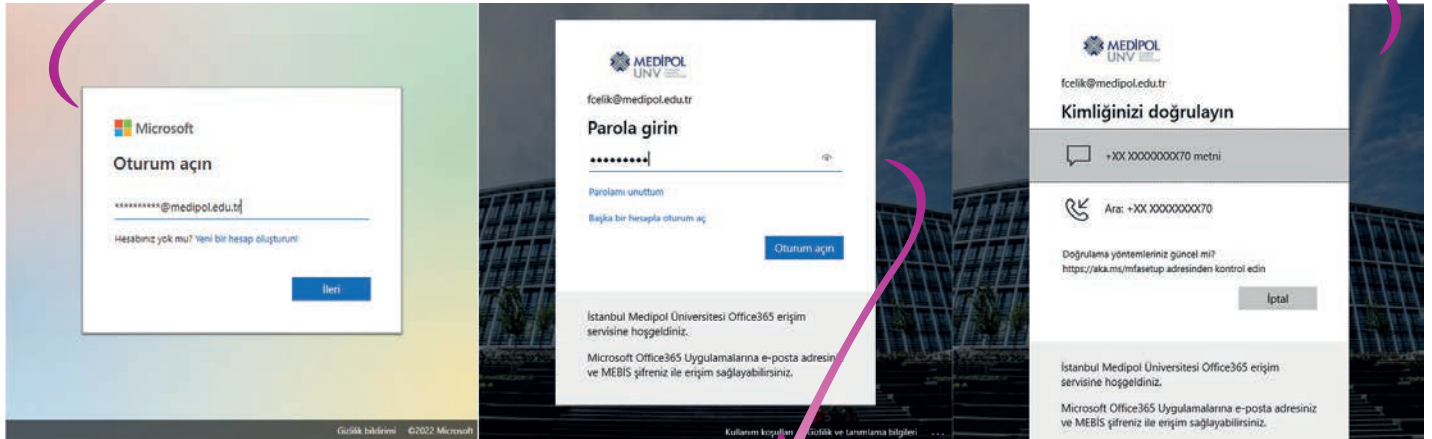 Microsoft
Oturum açın
**********@medipol.edu.tr
Hesabınız yok mu? Yeni bir hesap oluşturun!
İleri
Gizlilik bildirimi ©2022 Microsoft
MEDİPOL
UNV
fcelik@medipol.edu.tr
Parola girin
•••••••••
Parolamı unuttum
Başka bir hesapla oturum aç
Oturum açın
İstanbul Medipol Üniversitesi Office365 erişim
servisine hoşgeldiniz.
Microsoft Office365 Uygulamalarına e-posta adresiniz
ve MEBİS şifreniz ile erişim sağlayabilirsiniz.
Kullanım koşulları Gizlilik ve tanımlama bilgileri ...
MEDİPOL
UNV
fcelik@medipol.edu.tr
Kimliğinizi doğrulayın
+XX XXXXXXXX70 metni
Ara: +XX XXXXXXXX70
Doğrulama yöntemleriniz güncel mi?
https://aka.ms/mfasetup adresinden kontrol edin
İptal
İstanbul Medipol Üniversitesi Office365 erişim
servisine hoşgeldiniz.
Microsoft Office365 Uygulamalarına e-posta adresiniz
ve MEBİS şifreniz ile erişim sağlayabilirsiniz.